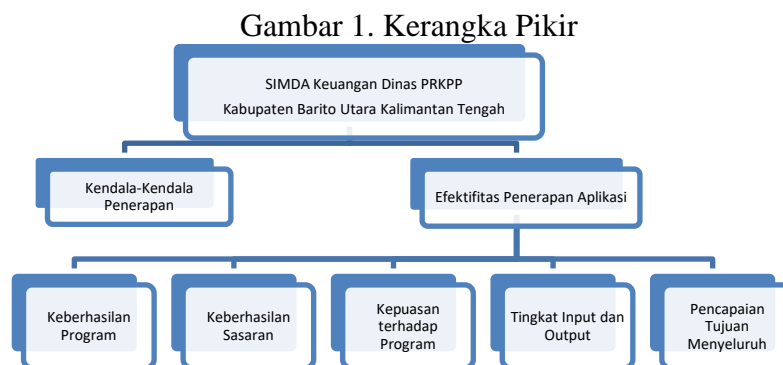 Gambar 1. Kerangka Pikir
SIMDA Keuangan Dinas PRKPP
Kabupaten Barito Utara Kalimantan Tengah
Kendala-Kendala
Penerapan
Efektifitas Penerapan Aplikasi
Keberhasilan
Program
Keberhasilan
Sasaran
Kepuasan
terhadap
Program
Tingkat Input dan
Output
Pencapaian
Tujuan
Menyeluruh